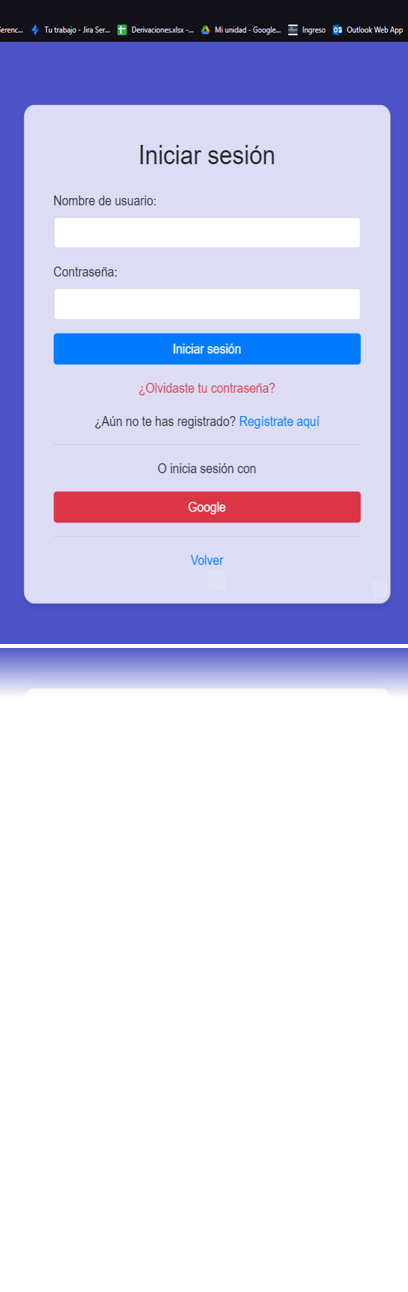 erenc... Tu trabajo - Jira Ser... Derivaciones.xlsx -... Mi unidad - Google... Ingreso Outlook Web App
Iniciar sesión
Nombre de usuario:
Contraseña:
Iniciar sesión
¿Olvidaste tu contraseña?
¿Aún no te has registrado? Regístrate aquí
O inicia sesión con
Google
Volver